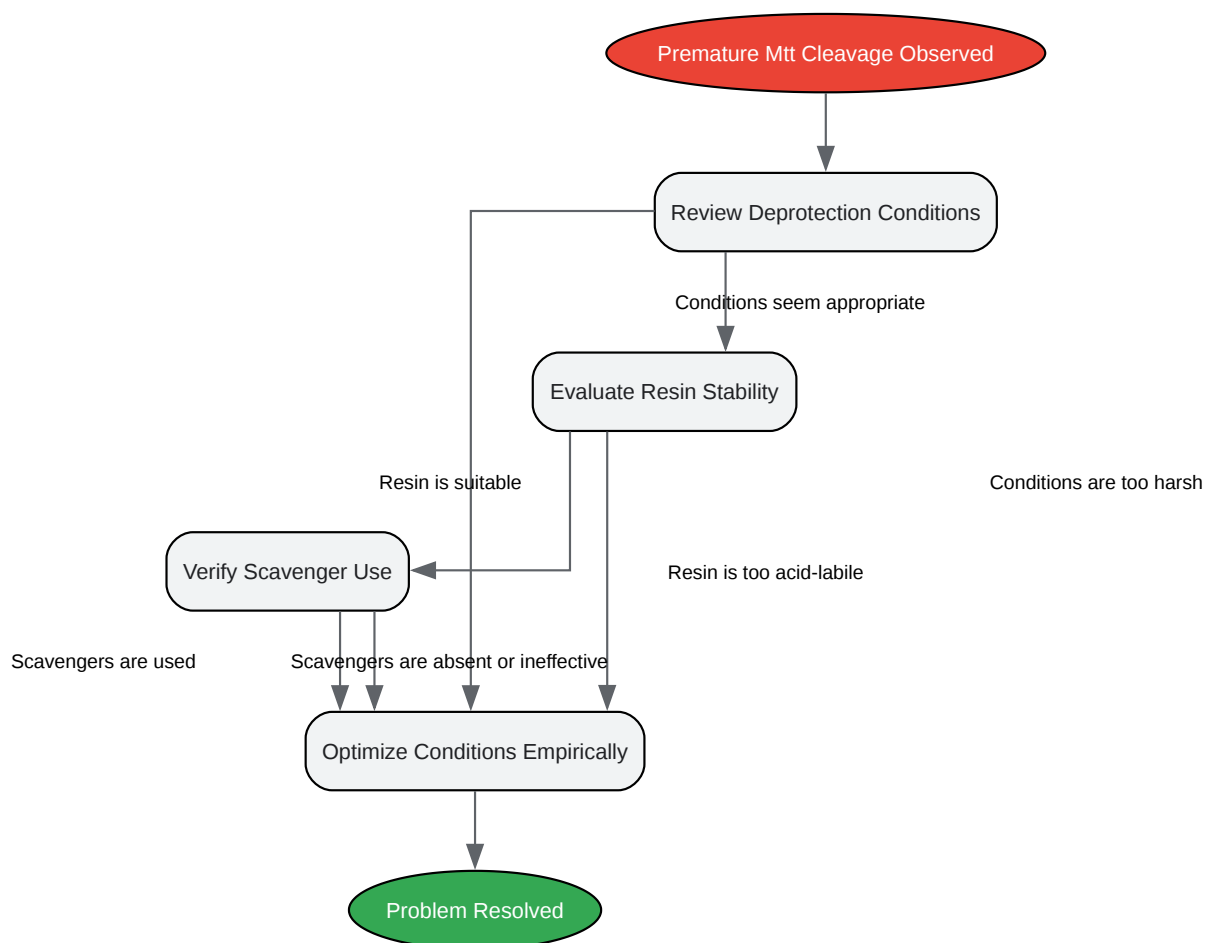 Premature Mtt Cleavage Observed
Review Deprotection Conditions
Conditions seem appropriate
Evaluate Resin Stability
Resin is suitable
Conditions are too harsh
Verify Scavenger Use
Resin is too acid-labile
Scavengers are used
Scavengers are absent or ineffective
Optimize Conditions Empirically
Problem Resolved